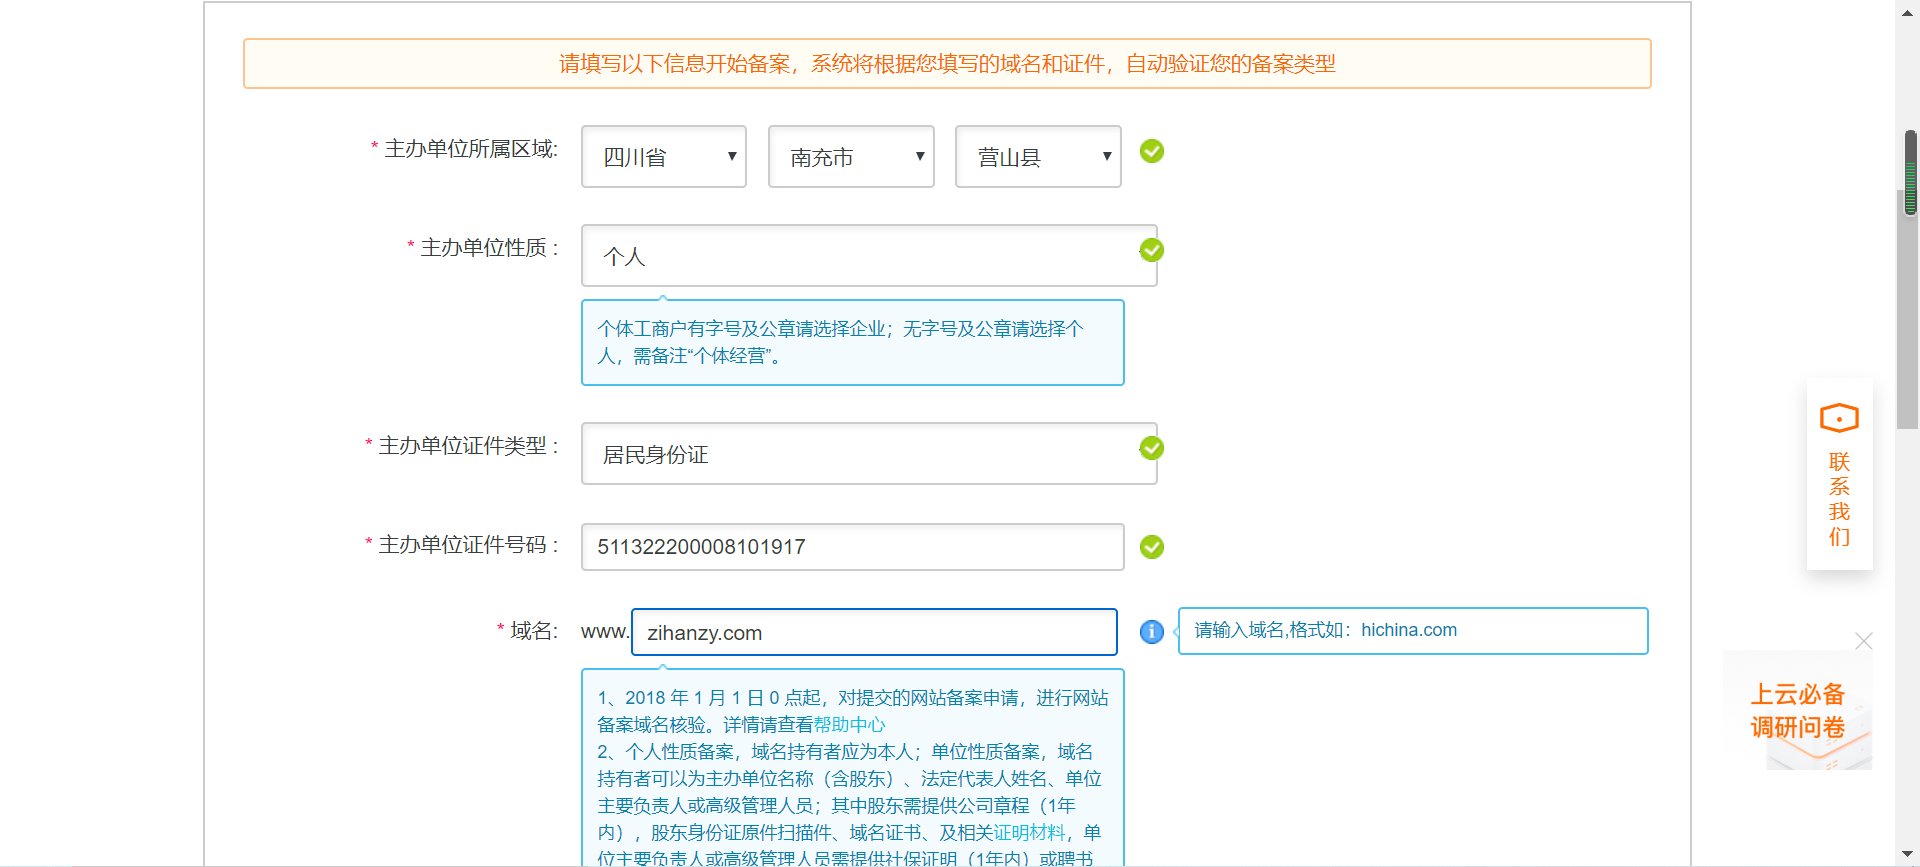 请填写以下信息开始备案，系统将根据您填写的域名和证件，自动验证您的备案类型
* 主办单位所属区域: 四川省 南充市 营山县
* 主办单位性质 : 个人
个体工商户有字号及公章请选择企业；无字号及公章请选择个
人，需备注“个体经营”。
* 主办单位证件类型 : 居民身份证
* 主办单位证件号码 : 511322200008101917
* 域名: www. zihanzy.com 请输入域名,格式如：hichina.com
1、2018 年 1 月 1 日 0 点起，对提交的网站备案申请，进行网站
备案域名核验。详情请查看帮助中心
2、个人性质备案，域名持有者应为本人；单位性质备案，域名
持有者可以为主办单位名称（含股东）、法定代表人姓名、单位
主要负责人或高级管理人员；其中股东需提供公司章程（1年
内），股东身份证原件扫描件、域名证书、及相关证明材料，单
位主要负责人或高级管理人员需提供社保证明（1年内）或聘书
联
系
我
们
上云必备
调研问卷